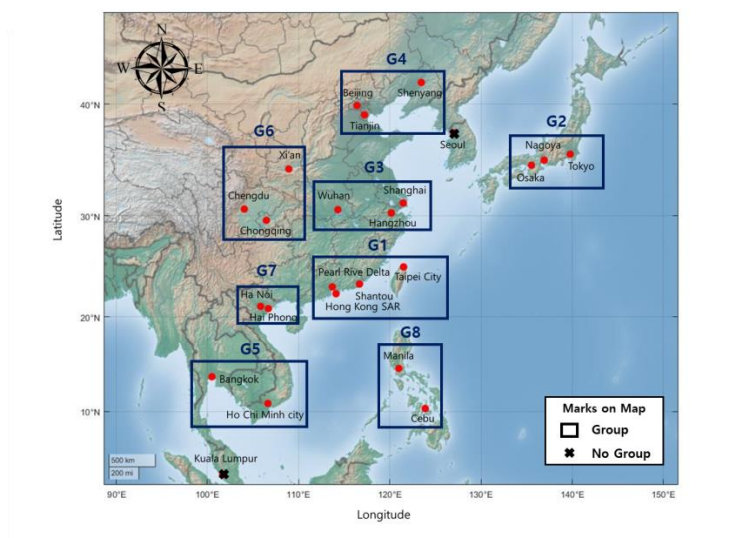 N
W E
S
G4
Beijing
Shenyang
Tianjin
40°N
Seoul
G2
Nagoya
Osaka
Tokyo
G6
Xi'an
Chengdu
Chongqing
G3
Wuhan
Shanghai
Hangzhou
30°N
Latitude
G1
Pearl Rive Delta
Taipei City
Shantou
Hong Kong SAR
G7
Ha Noi
Hai Phong
20°N
G5
Bangkok
Ho Chi Minh city
G8
Manila
Cebu
10°N
Kuala Lumpur
500 km
200 mi
Marks on Map
Group
No Group
90°E 100°E 110°E 120°E 130°E 140°E 150°E
Longitude